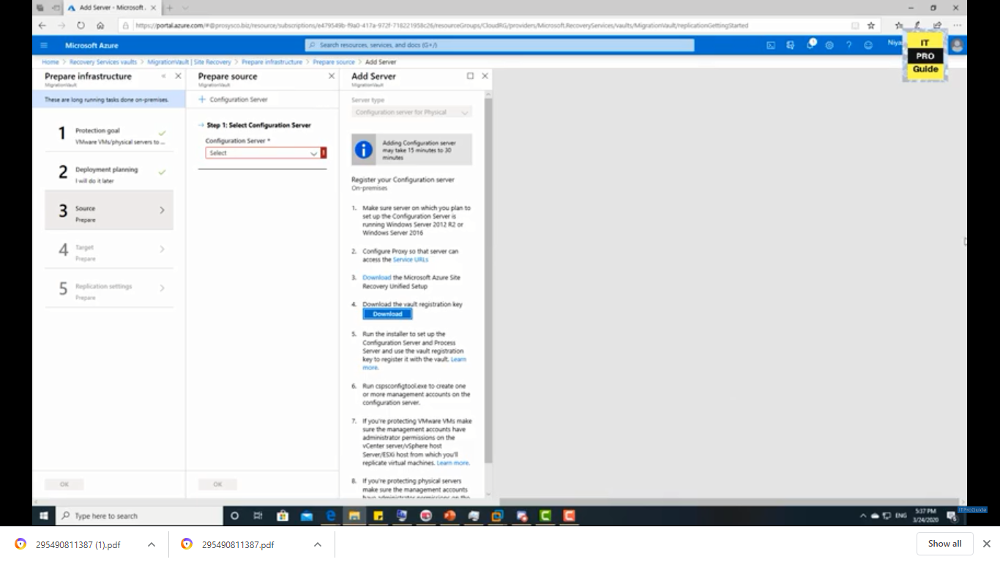 Add Server - Microsoft.
https://portal.azure.com/#@prosysco.biz/resource/subscriptions/e479549b-f9a0-417a-972f-718221958c26/resourceGroups/CloudRG/providers/Microsoft.RecoveryServices/vaults/MigrationVault/replicationGettingStarted
Microsoft Azure
Search resources, services, and docs (G+/)
Niya
IT
PRO
Guide
Home > Recovery Services vaults > MigrationVault | Site Recovery > Prepare infrastructure > Prepare source > Add Server
Prepare infrastructure
MigrationVault
These are long running tasks done on-premises.
1
Protection goal
VMware VMs/physical servers to ...
2
Deployment planning
I will do it later
3
Source
Prepare
4
Target
Prepare
5
Replication settings
Prepare
OK
Prepare source
MigrationVault
+ Configuration Server
Step 1: Select Configuration Server
Configuration Server *
Select
OK
Add Server
MigrationVault
Server type
Configuration server for Physical
Adding Configuration server
may take 15 minutes to 30
minutes
Register your Configuration server
On-premises
1. Make sure server on which you plan to
set up the Configuration Server is
running Windows Server 2012 R2 or
Windows Server 2016
2. Configure Proxy so that server can
access the Service URLs
3. Download the Microsoft Azure Site
Recovery Unified Setup
4. Download the vault registration key
Download
5. Run the installer to set up the
Configuration Server and Process
Server and use the vault registration
key to register it with the vault. Learn
more.
6. Run cspsconfigtool.exe to create one
or more management accounts on the
configuration server.
7. If you're protecting VMware VMs make
sure the management accounts have
administrator permissions on the
vCenter server/vSphere host
Server/ESXi host from which you'll
replicate virtual machines. Learn more.
8. If you're protecting physical servers
make sure the management accounts
have administrator permissions on the
Type here to search
ENG
5:37 PM
3/24/2020
ITProGuide
295490811387 (1).pdf
295490811387.pdf
Show all